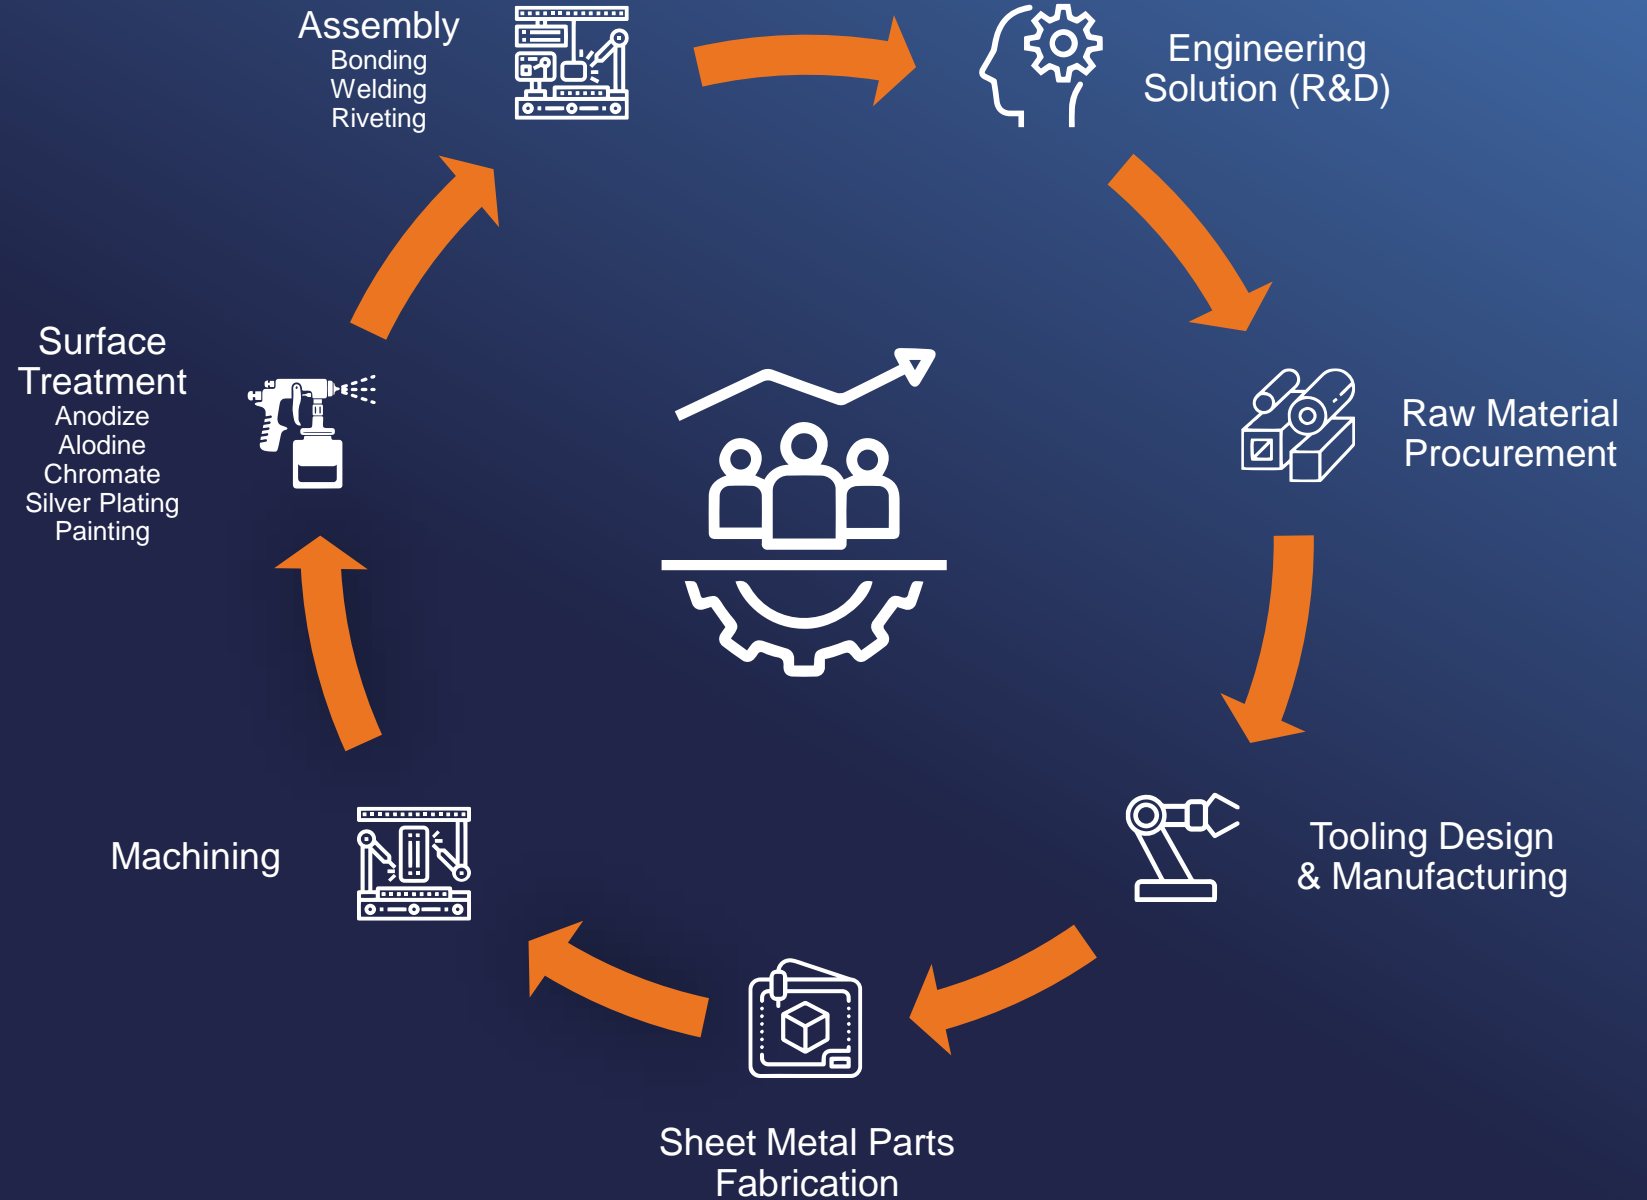 Assembly
Bonding
Welding
Riveting
Engineering
Solution (R&D)
Surface
Treatment
Anodize
Alodine
Chromate
Silver Plating
Painting
Raw Material
Procurement
Machining
Tooling Design
& Manufacturing
Sheet Metal Parts
Fabrication